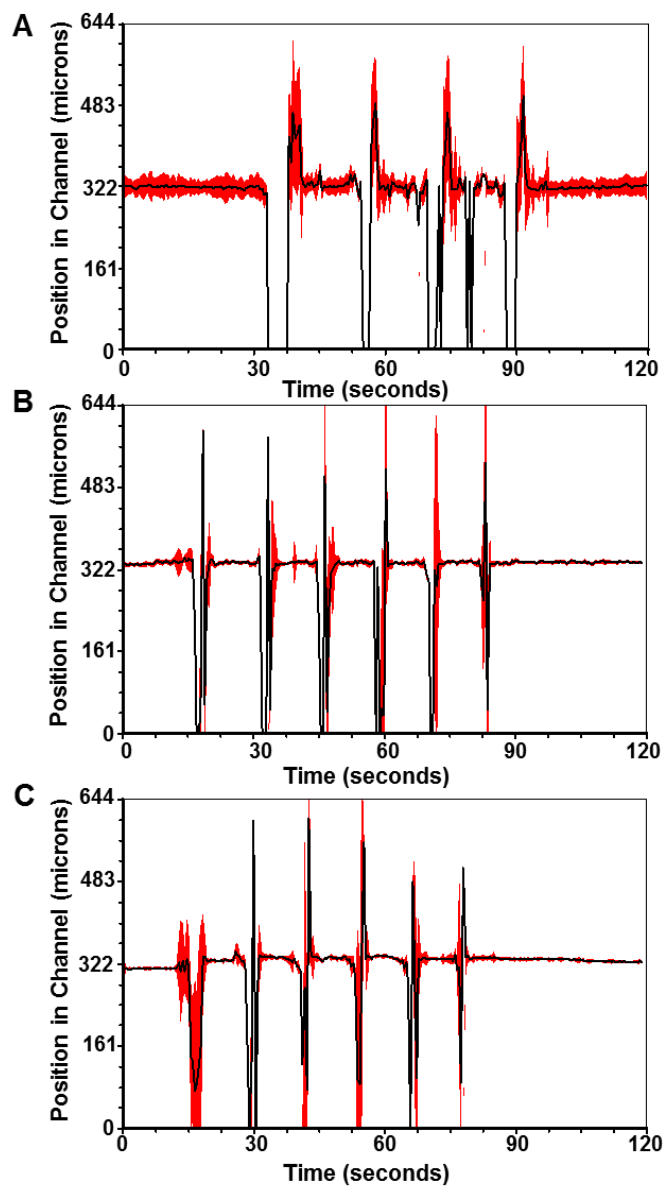 A
Position in Channel (microns)
644
483
322
161
0
0 30 60 90 120
Time (seconds)
B
Position in Channel (microns)
644
483
322
161
0
0 30 60 90 120
Time (seconds)
C
Position in Channel (microns)
644
483
322
161
0
0 30 60 90 120
Time (seconds)